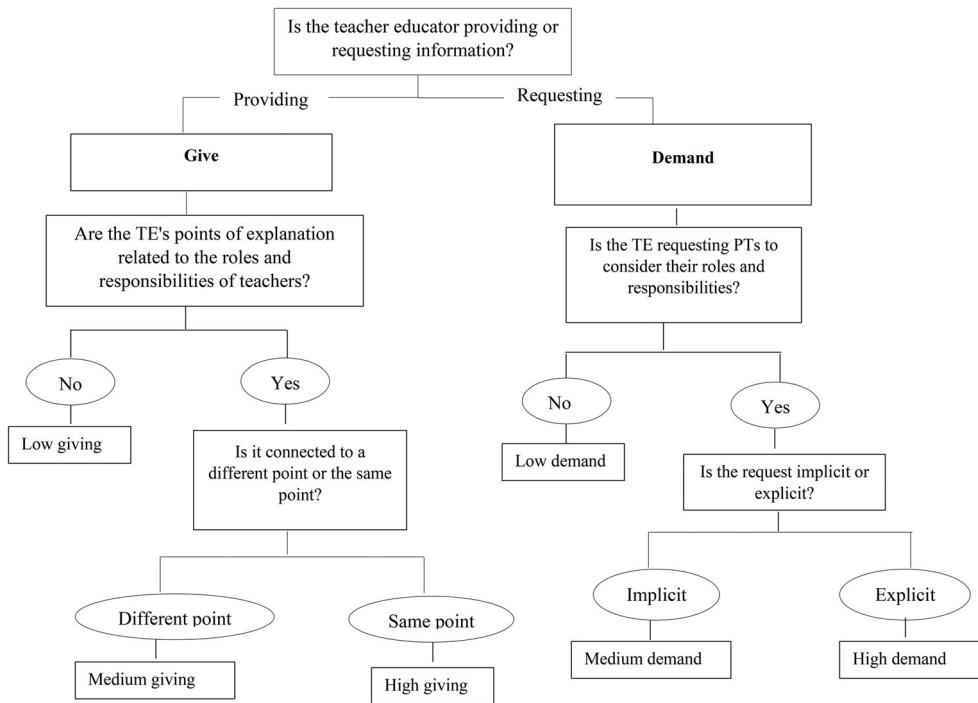 Is the teacher educator providing or
requesting information?
Providing
Requesting
Give
Demand
Are the TE's points of explanation
related to the roles and
responsibilities of teachers?
Is the TE requesting PTs to
consider their roles and
responsibilities?
No
Yes
No
Yes
Low giving
Low demand
Is it connected to a
different point or the same
point?
Is the request implicit or
explicit?
Different point
Same point
Implicit
Explicit
Medium giving
High giving
Medium demand
High demand